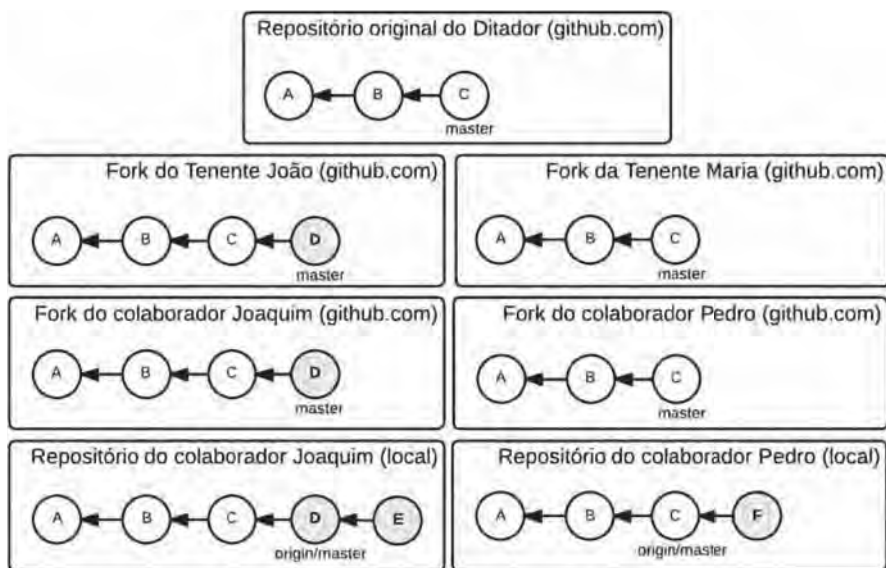 Repositório original do Ditador (github.com)
A B C
master
Fork do Tenente João (github.com)
A B C D
master
Fork da Tenente Maria (github.com)
A B C
master
Fork do colaborador Joaquim (github.com)
A B C D
master
Fork do colaborador Pedro (github.com)
A B C
master
Repositório do colaborador Joaquim (local)
A B C D E
origin/master
Repositório do colaborador Pedro (local)
A B C F
origin/master